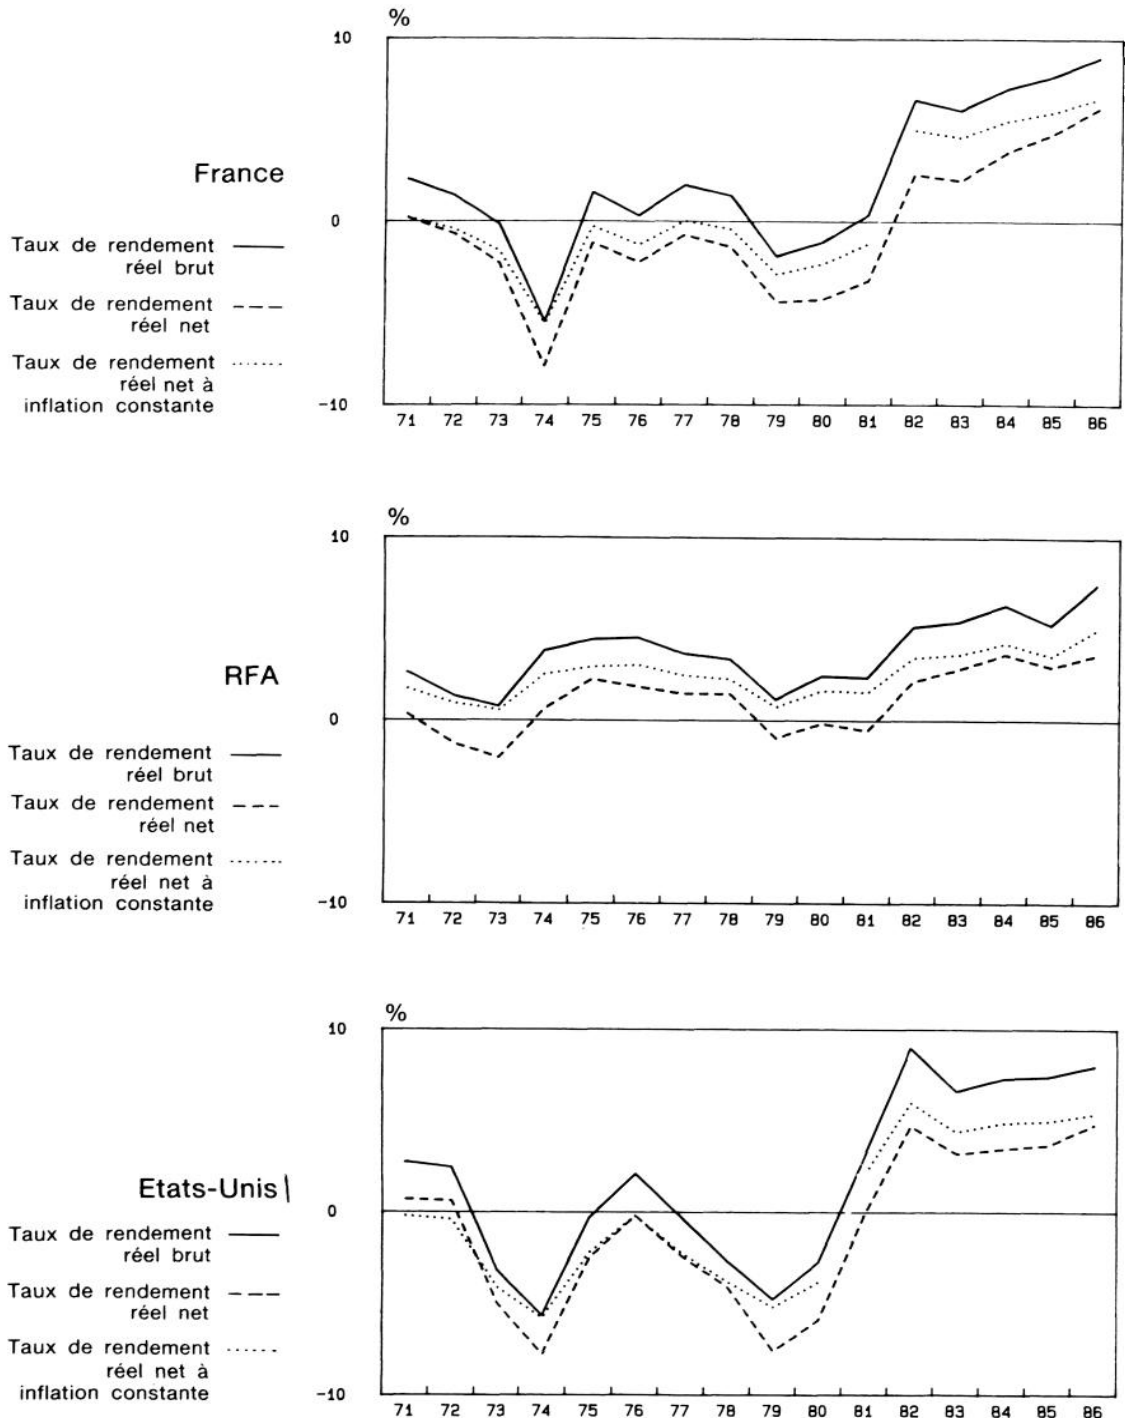 %
10
France
0
Taux de rendement
réel brut
Taux de rendement
réel net
Taux de rendement
réel net à
inflation constante
-10
71 72 73 74 75 76 77 78 79 80 81 82 83 84 85 86
%
10
RFA
0
Taux de rendement
réel brut
Taux de rendement
réel net
Taux de rendement
réel net à
inflation constante
-10
71 72 73 74 75 76 77 78 79 80 81 82 83 84 85 86
%
10
Etats-Unis
0
Taux de rendement
réel brut
Taux de rendement
réel net
Taux de rendement
réel net à
inflation constante
-10
71 72 73 74 75 76 77 78 79 80 81 82 83 84 85 86